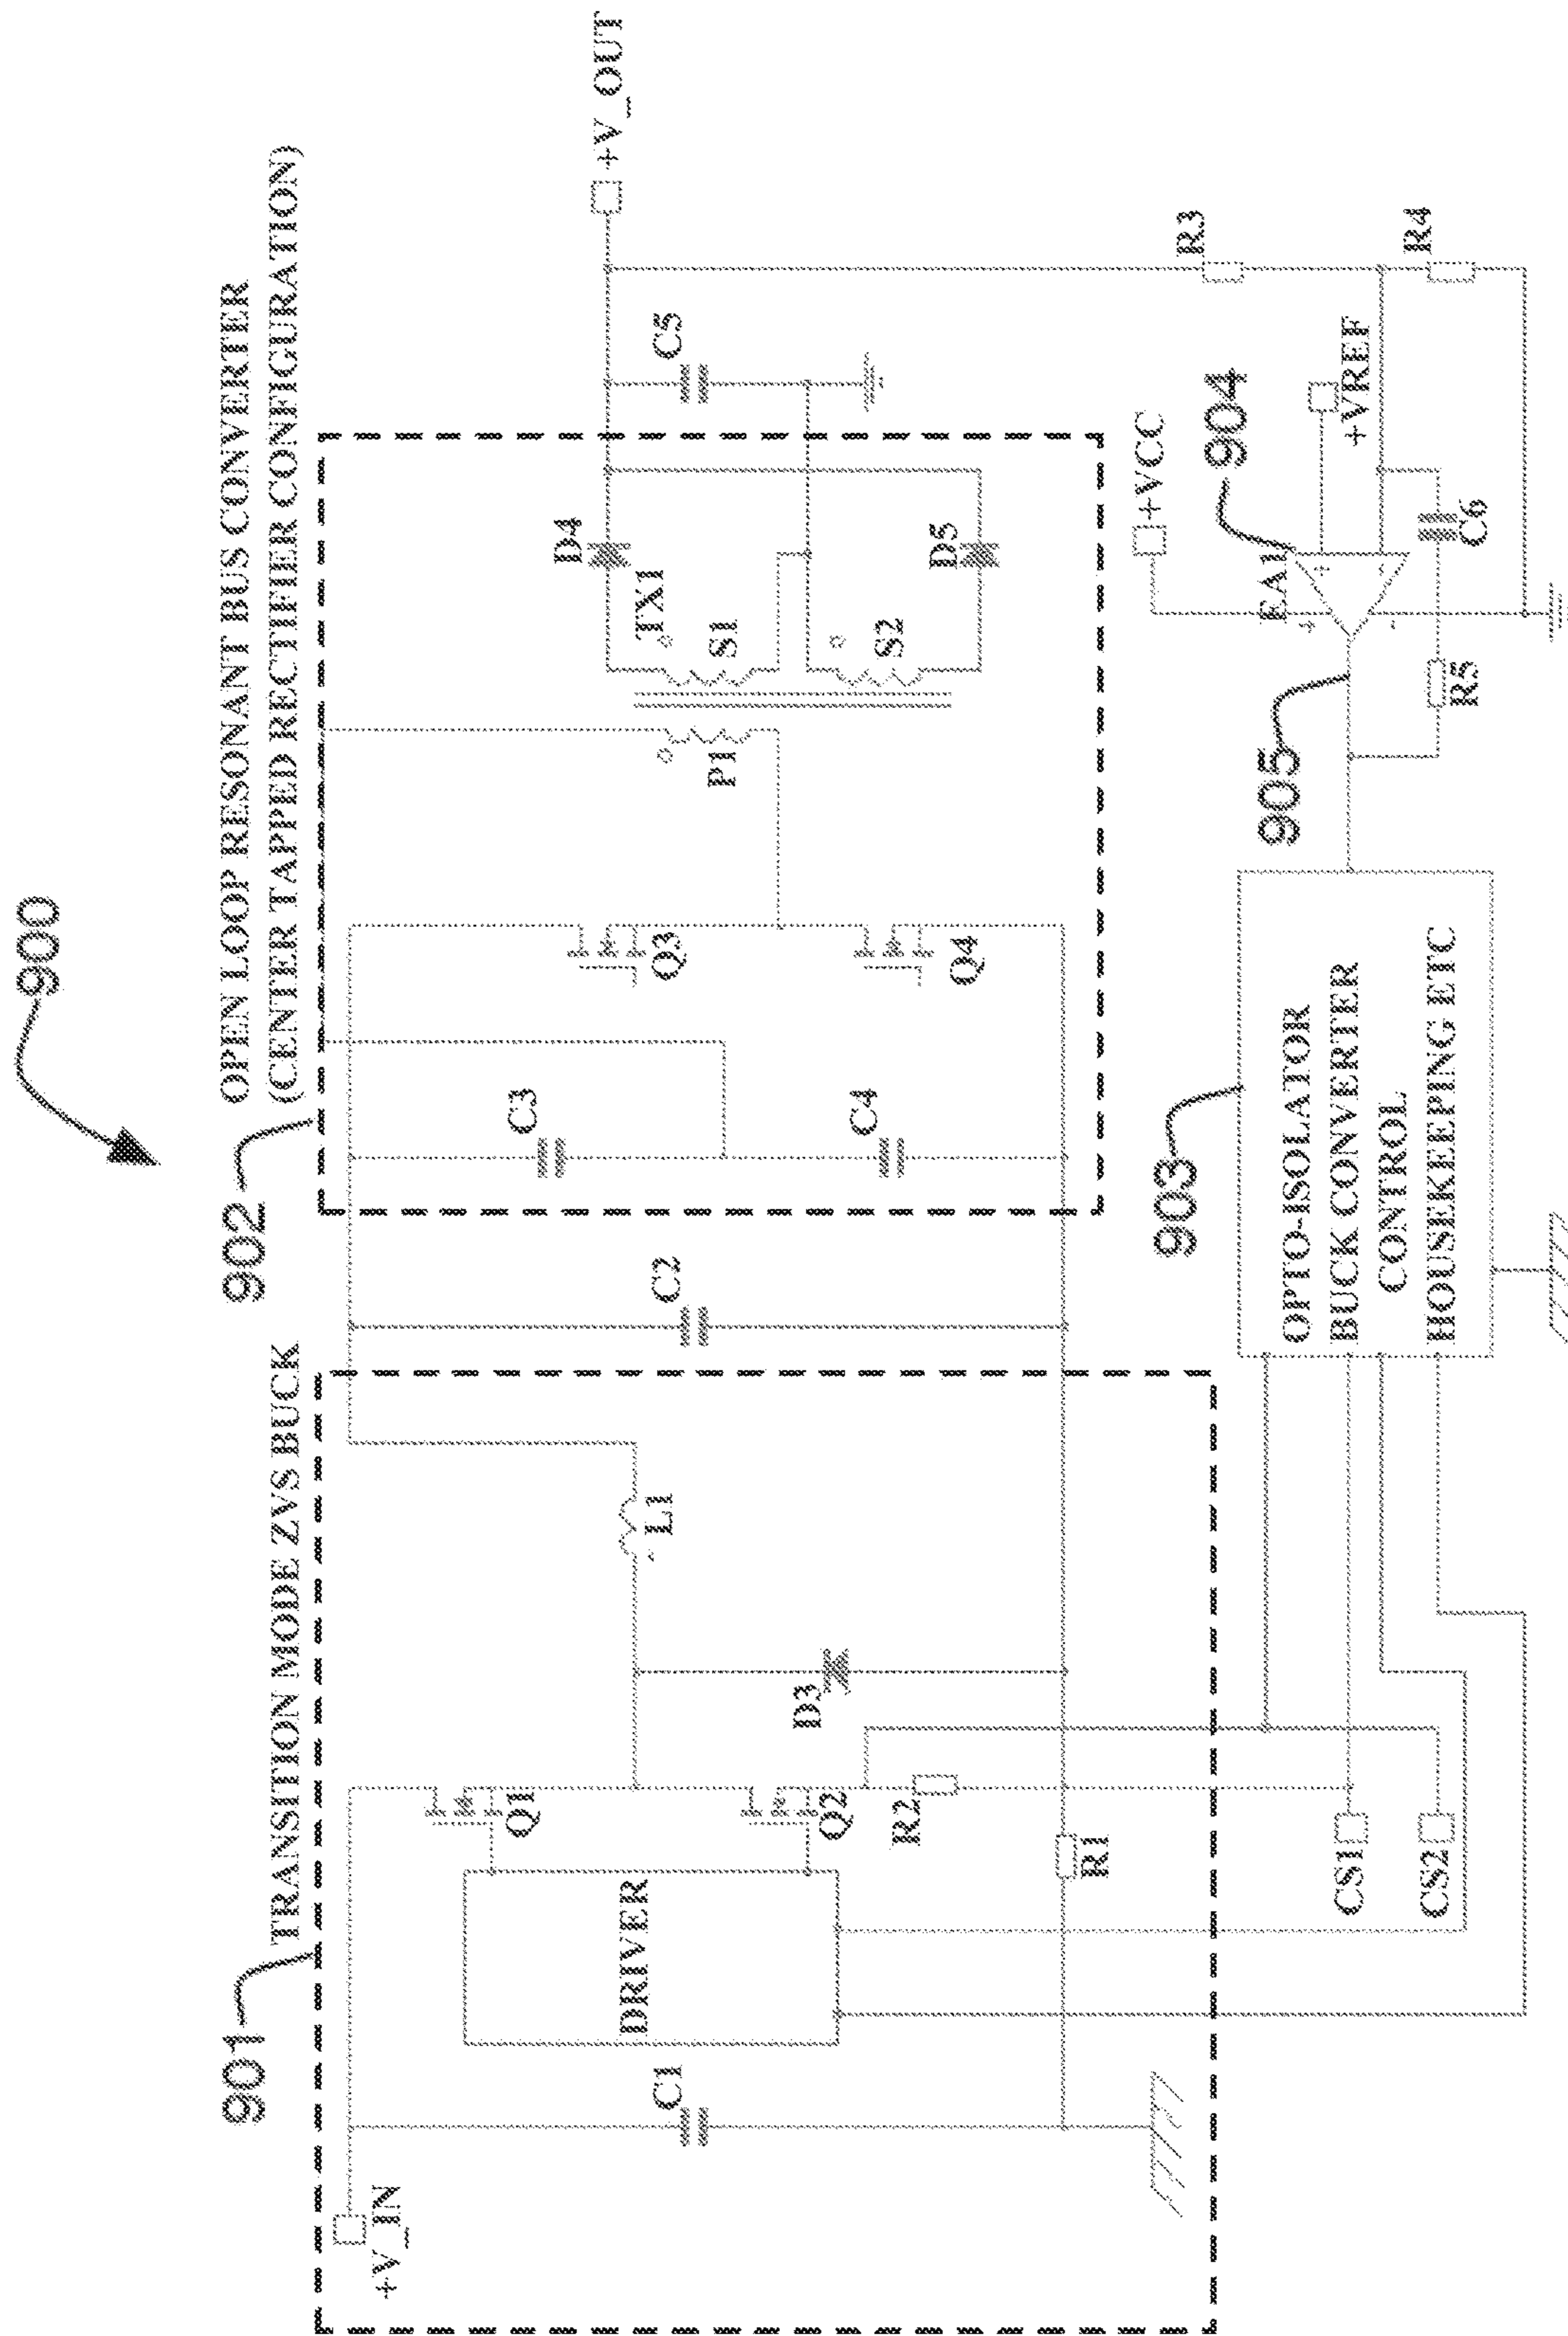 900
OPEN LOOP RESONANT BUS CONVERTER
(CENTER TAPPED RECTIFIER CONFIGURATION)
902
TRANSITION MODE ZVS BUCK
901
+V_IN
C1
DRIVER
Q1
Q2
R2
R1
D3
L1
C2
C3
C4
Q3
Q4
P1
TX1
S1
S2
D4
D5
C5
+V_OUT
R3
R4
+VREF
+VCC
904
EA1
+
-
+
-
C6
R5
905
903
OPTO-ISOLATOR
BUCK CONVERTER
CONTROL
HOUSEKEEPING ETC
CS1
CS2